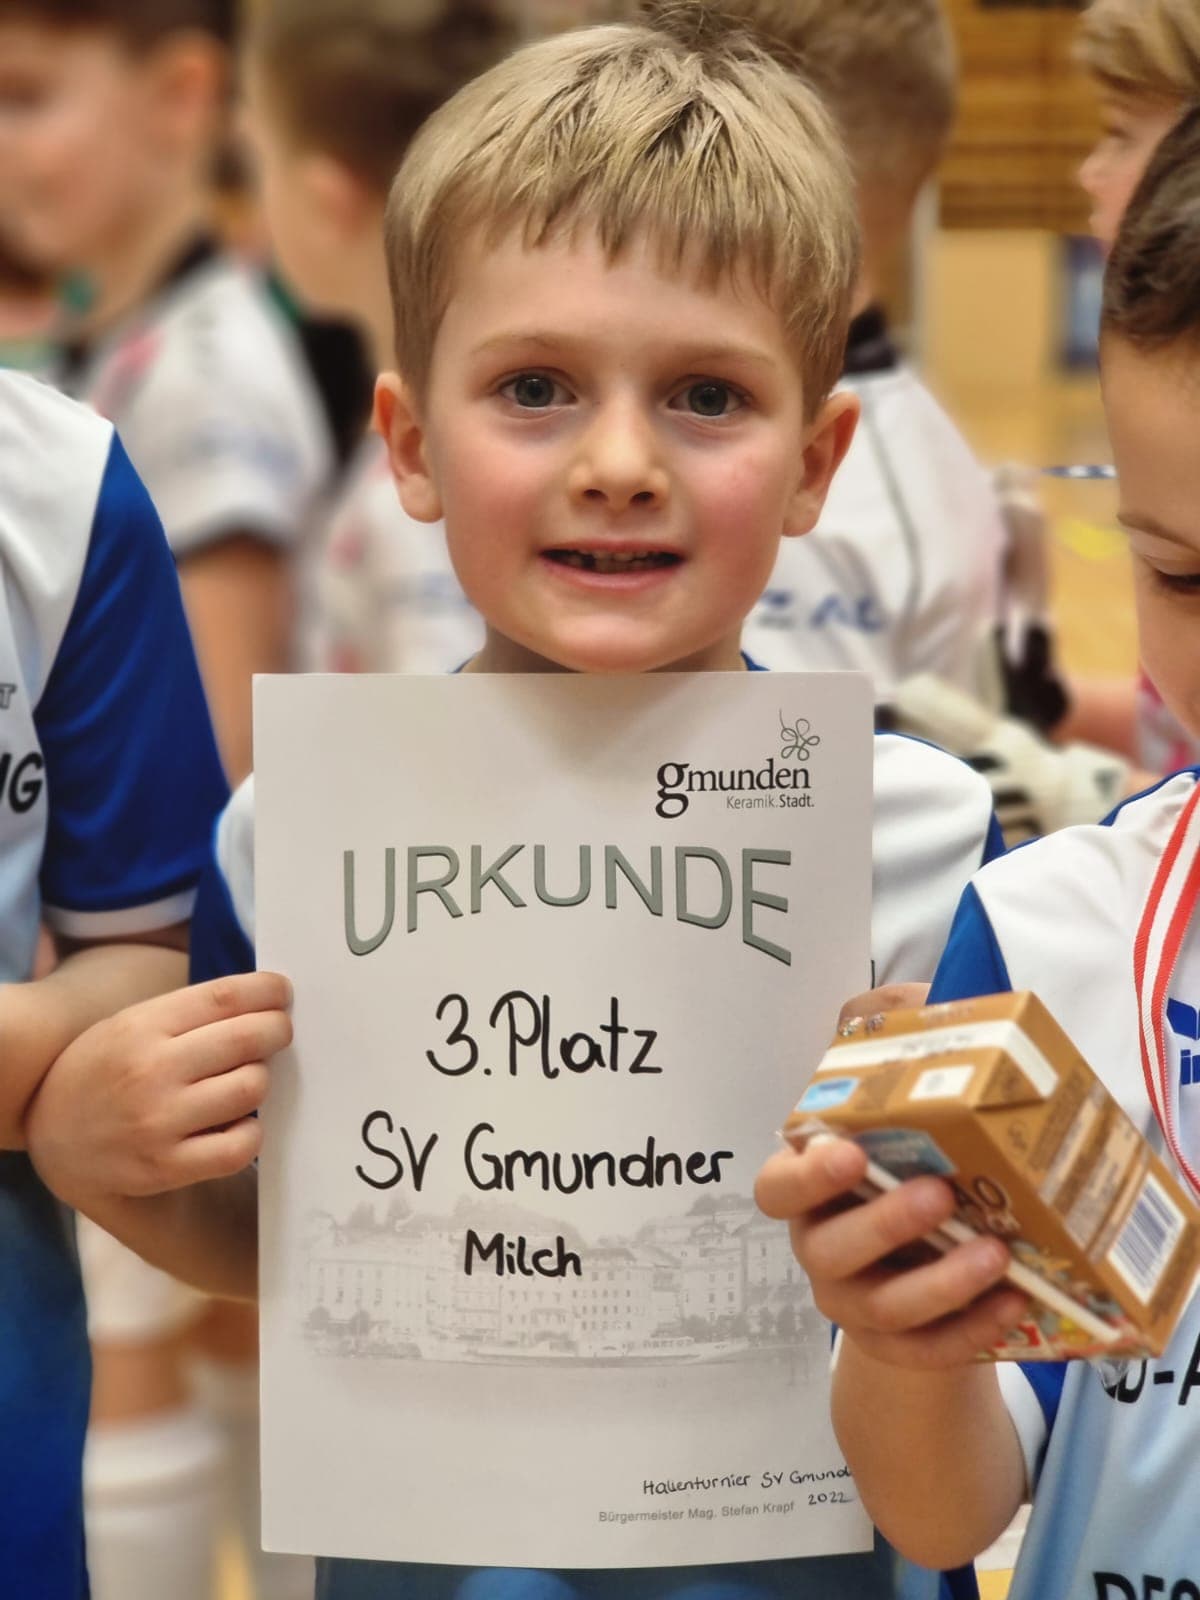 gmunden
Keramik.Stadt.
URKUNDE
3. Platz
SV Gmundner
Milch
Hallenturnier SV Gmund
2022
Bürgermeister Mag. Stefan Krapf